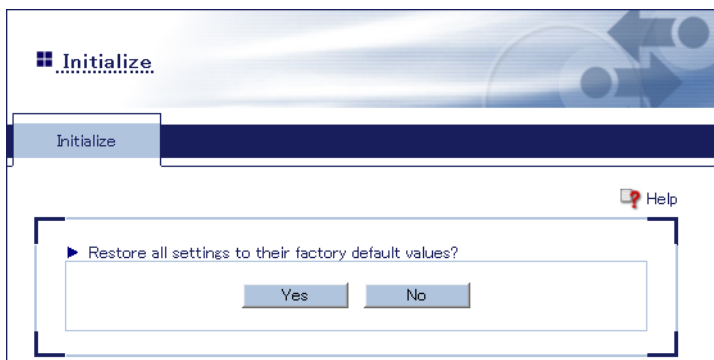 Initialize
Initialize
Help
Restore all settings to their factory default values?
Yes No